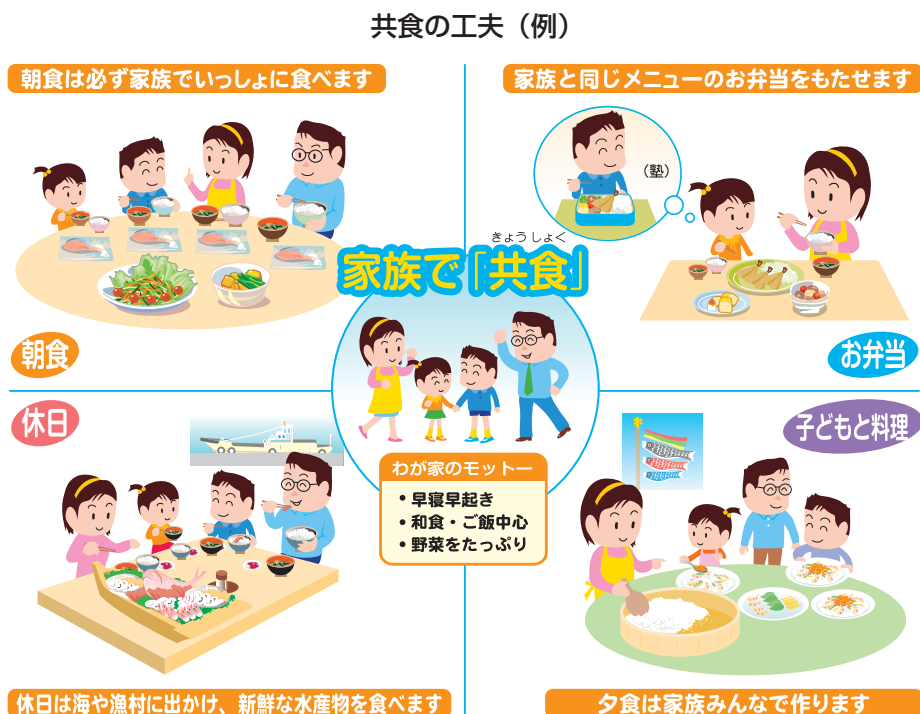 共食の工夫（例）
朝食は必ず家族でいっしょに食べます
家族と同じメニューのお弁当をもたせます
（塾）
きょうしょく
家族で「共食」
朝食
お弁当
休日
子どもと料理
わが家のモットー
・早寝早起き
・和食・ご飯中心
・野菜をたっぷり
休日は海や漁村に出かけ、新鮮な水産物を食べます
夕食は家族みんなで作ります